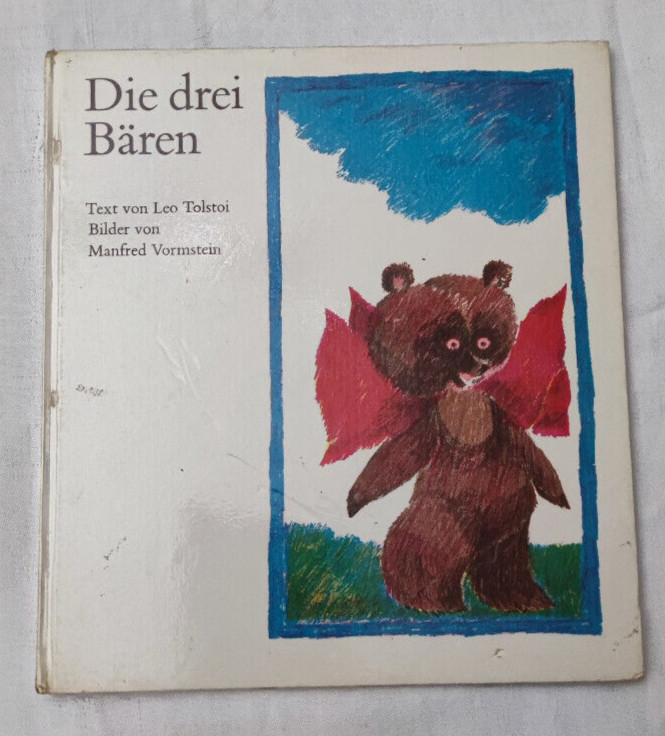 Die drei
Bären
Text von Leo Tolstoi
Bilder von
Manfred Vormstein